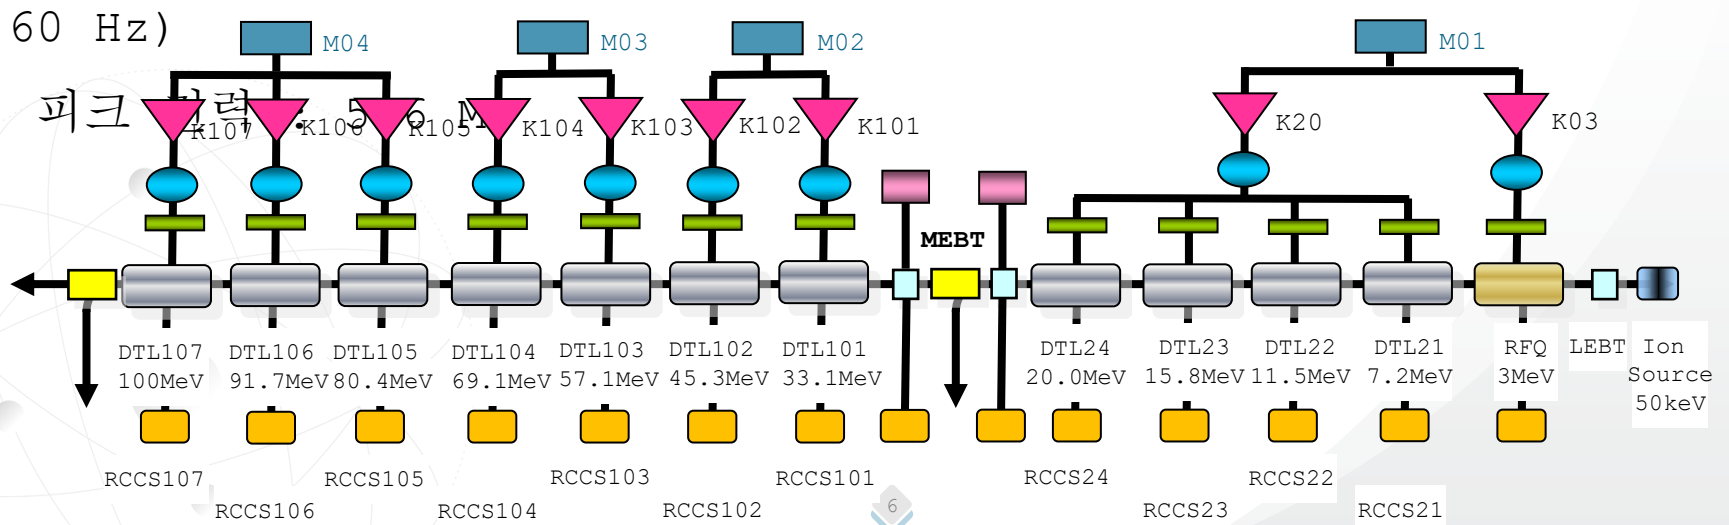 60 Hz)
M04
M03
M02
M01
피크
K107
K106
K105
K104
K103
K102
K101
K20
K03
MEBT
DTL107
100MeV
DTL106
91.7MeV
DTL105
80.4MeV
DTL104
69.1MeV
DTL103
57.1MeV
DTL102
45.3MeV
DTL101
33.1MeV
DTL24
20.0MeV
DTL23
15.8MeV
DTL22
11.5MeV
DTL21
7.2MeV
RFQ
3MeV
LEBT
Ion
Source
50keV
RCCS107
RCCS106
RCCS105
RCCS104
RCCS103
RCCS102
RCCS101
RCCS24
RCCS23
RCCS22
RCCS21
6